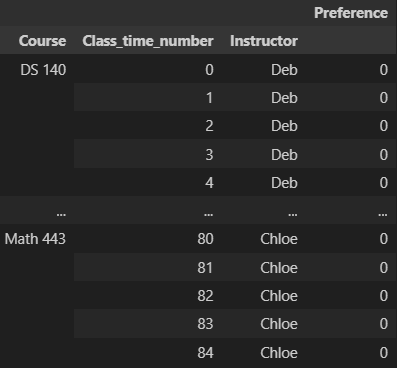 Preference
Course Class_time_number Instructor
DS 140 0 Deb 0
1 Deb 0
2 Deb 0
3 Deb 0
4 Deb 0
... ... ... ...
Math 443 80 Chloe 0
81 Chloe 0
82 Chloe 0
83 Chloe 0
84 Chloe 0